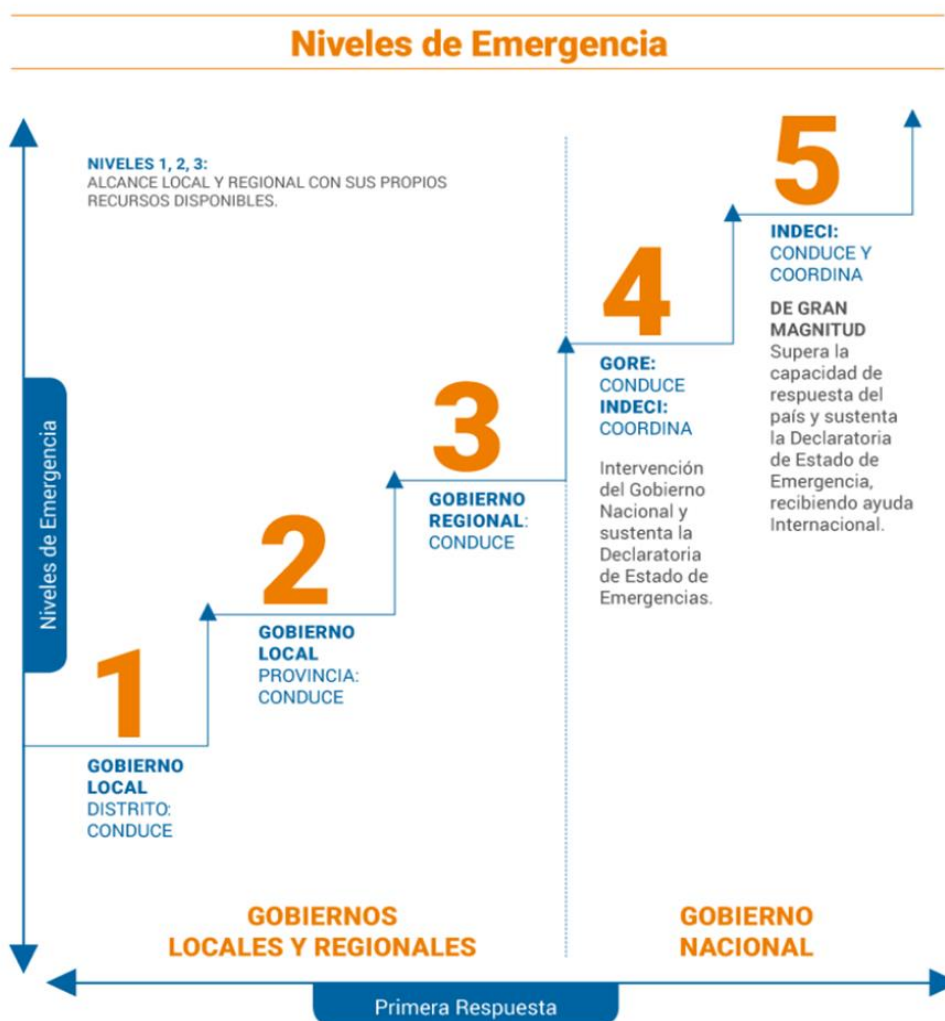 Niveles de Emergencia
NIVELES 1, 2, 3:
ALCANCE LOCAL Y REGIONAL CON SUS PROPIOS
RECURSOS DISPONIBLES.
Niveles de Emergencia
1
GOBIERNO
LOCAL
DISTRITO:
CONDUCE
2
GOBIERNO
LOCAL
PROVINCIA:
CONDUCE
3
GOBIERNO
REGIONAL:
CONDUCE
4
GORE:
CONDUCE
INDECI:
COORDINA
Intervención
del Gobierno
Nacional y
sustenta la
Declaratoria
de Estado de
Emergencias.
5
INDECI:
CONDUCE Y
COORDINA
DE GRAN
MAGNITUD
Supera la
capacidad de
respuesta del
país y sustenta
la Declaratoria
de Estado de
Emergencia,
recibiendo ayuda
Internacional.
GOBIERNOS
LOCALES Y REGIONALES
GOBIERNO
NACIONAL
Primera Respuesta